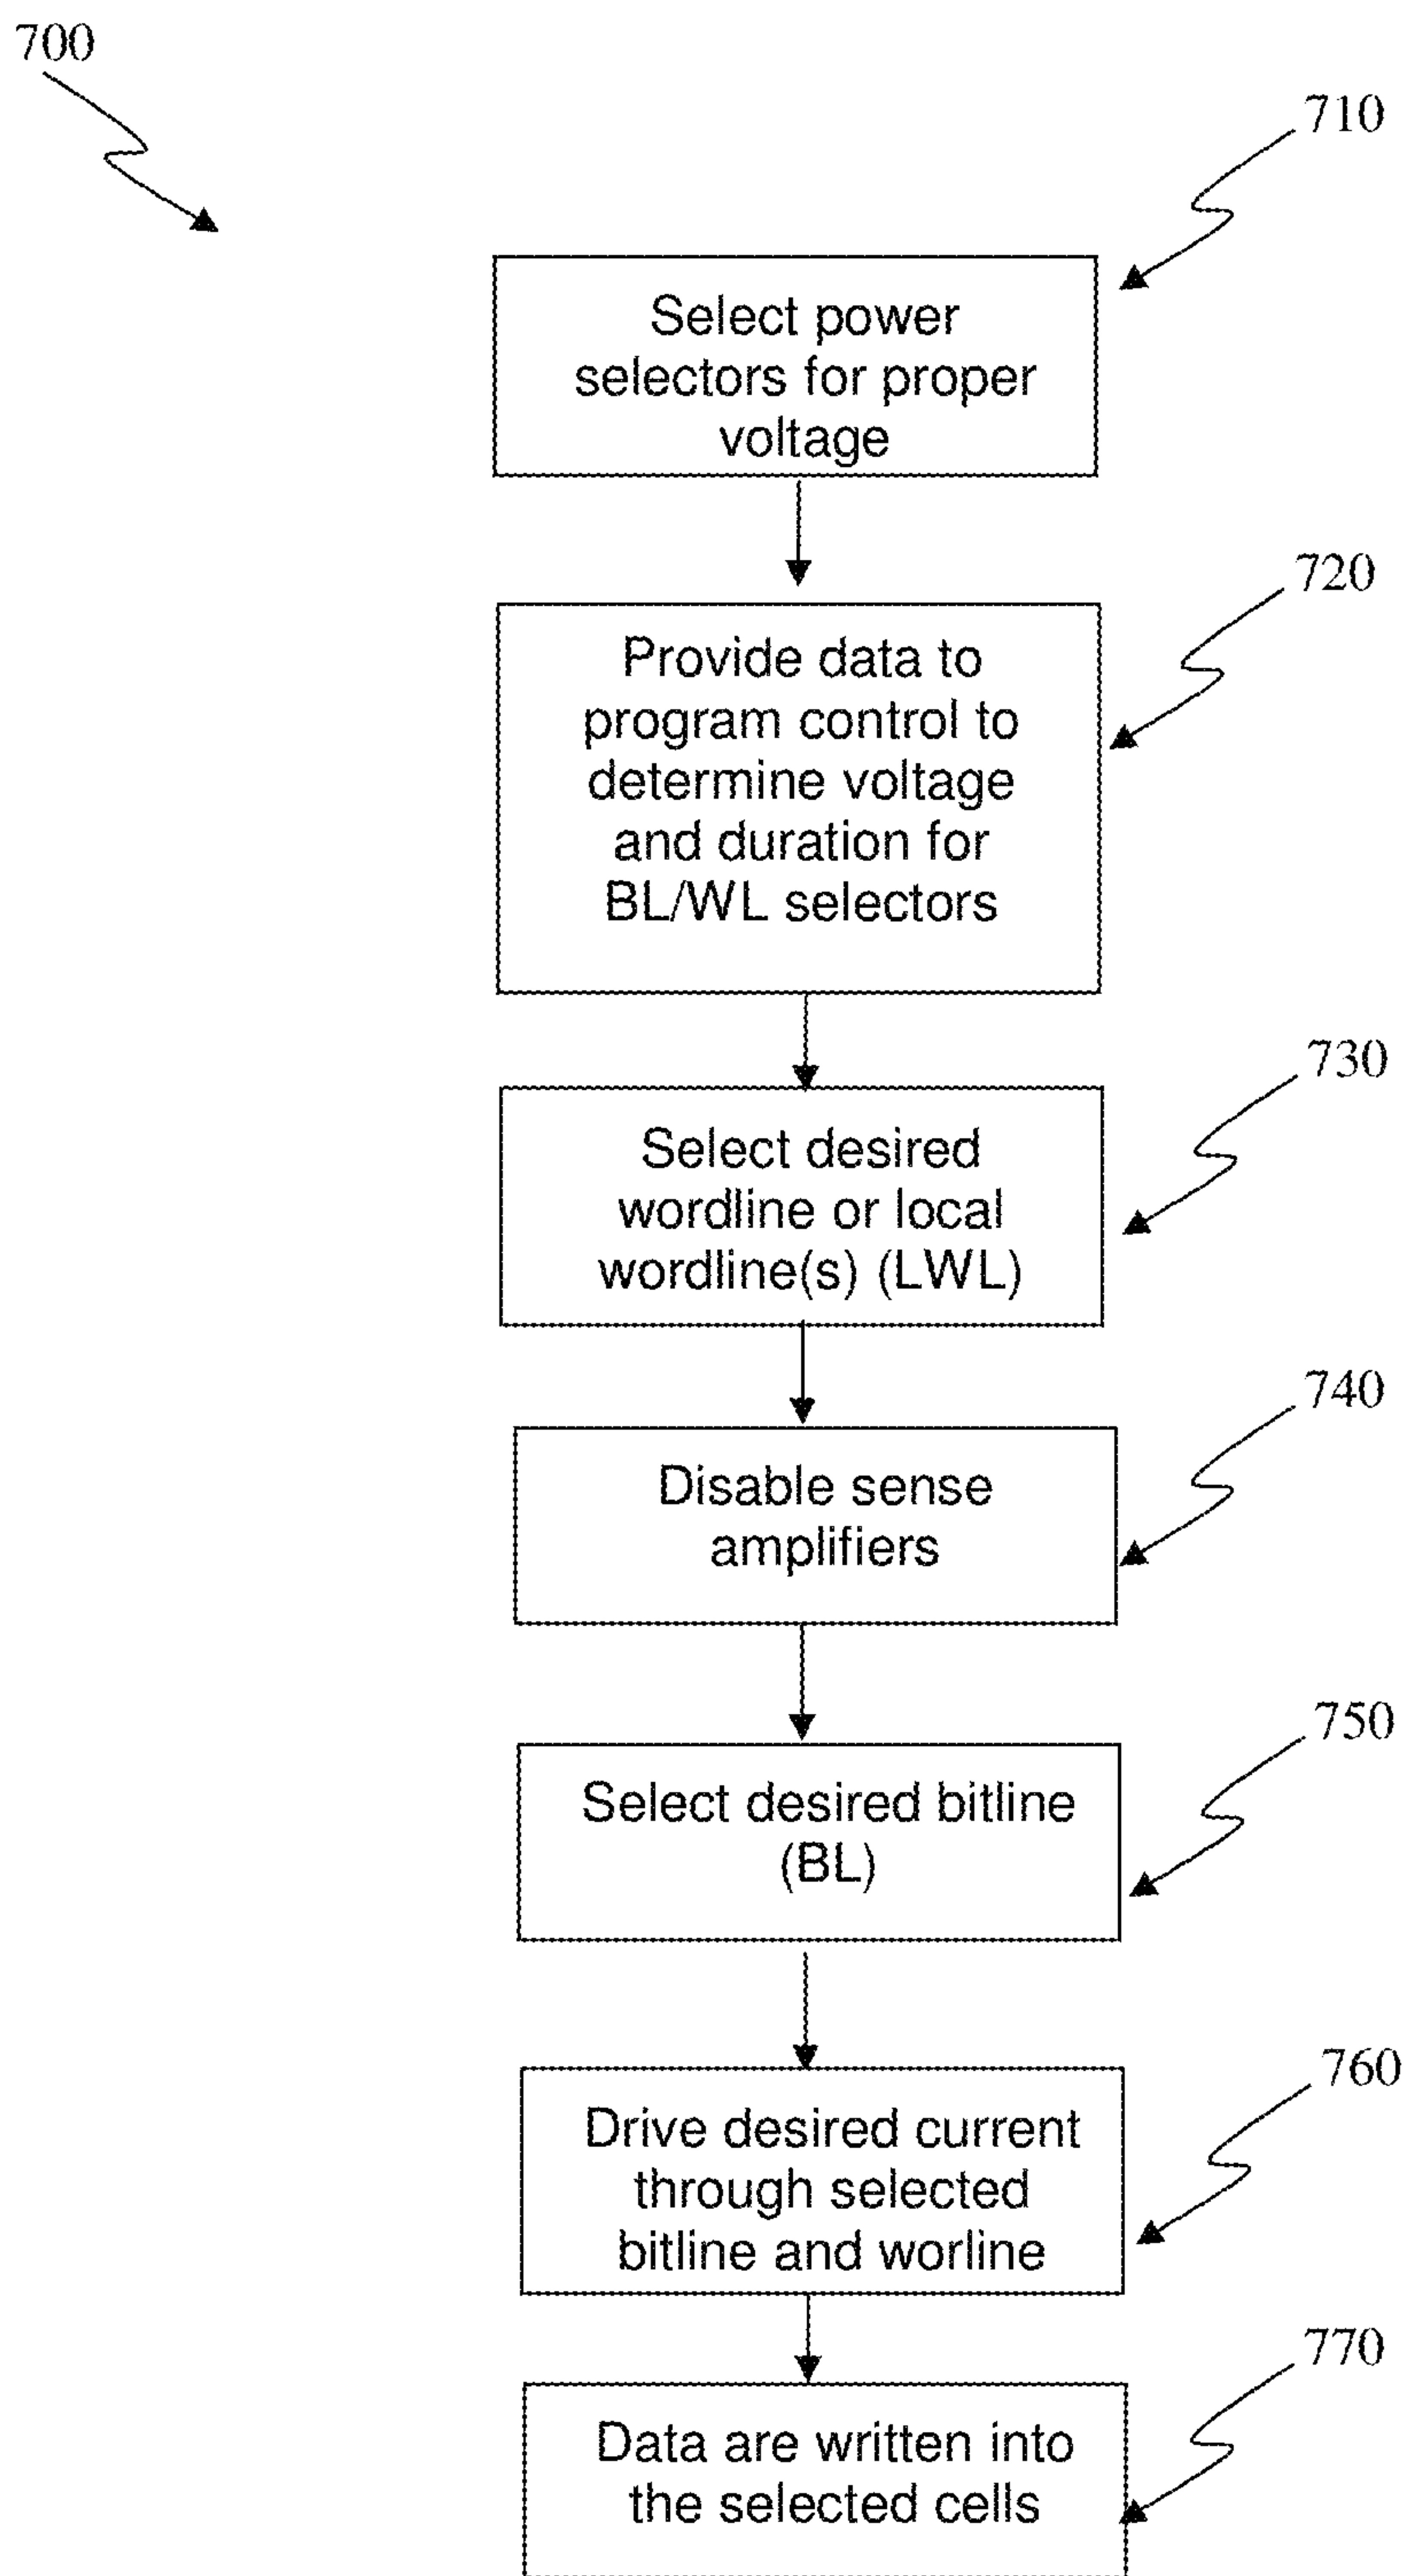 700
710
Select power
selectors for proper
voltage
720
Provide data to
program control to
determine voltage
and duration for
BL/WL selectors
730
Select desired
wordline or local
wordline(s) (LWL)
740
Disable sense
amplifiers
750
Select desired bitline
(BL)
760
Drive desired current
through selected
bitline and worline
770
Data are written into
the selected cells